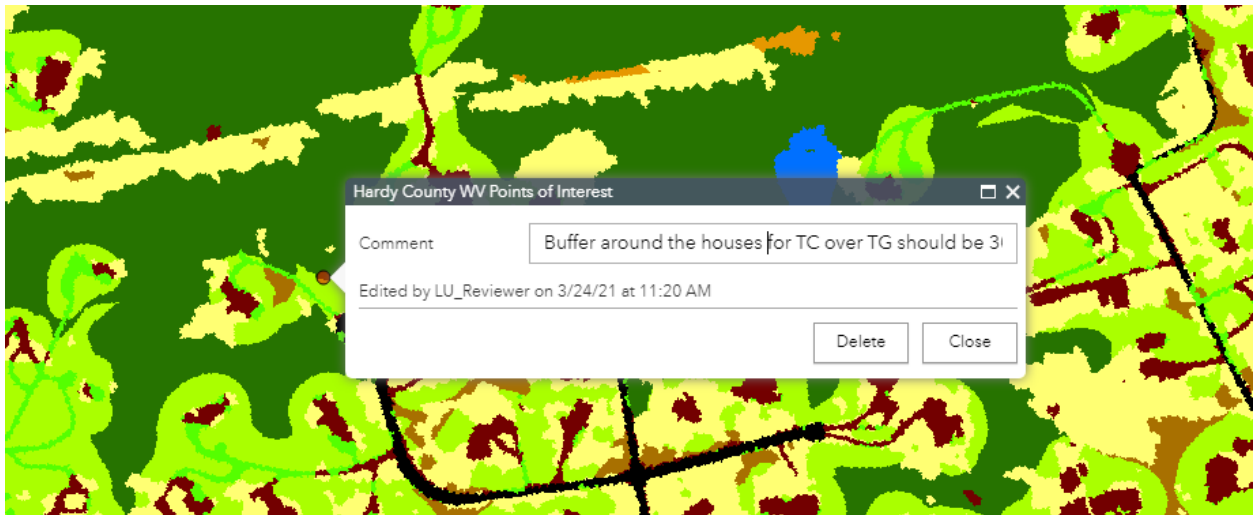 Hardy County WV Points of Interest
Comment
Buffer around the houses for TC over TG should be
Edited by LU_Reviewer on 3/24/21 at 11:20 AM
Delete
Close